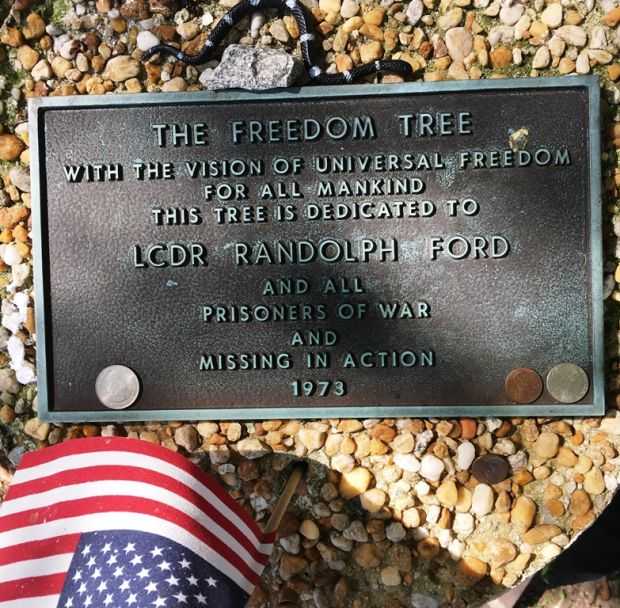 THE FREEDOM TREE
WITH THE VISION OF UNIVERSAL FREEDOM
FOR ALL MANKIND
THIS TREE IS DEDICATED TO
LCDR RANDOLPH FORD
AND ALL
PRISONERS OF WAR
AND
MISSING IN ACTION
1973